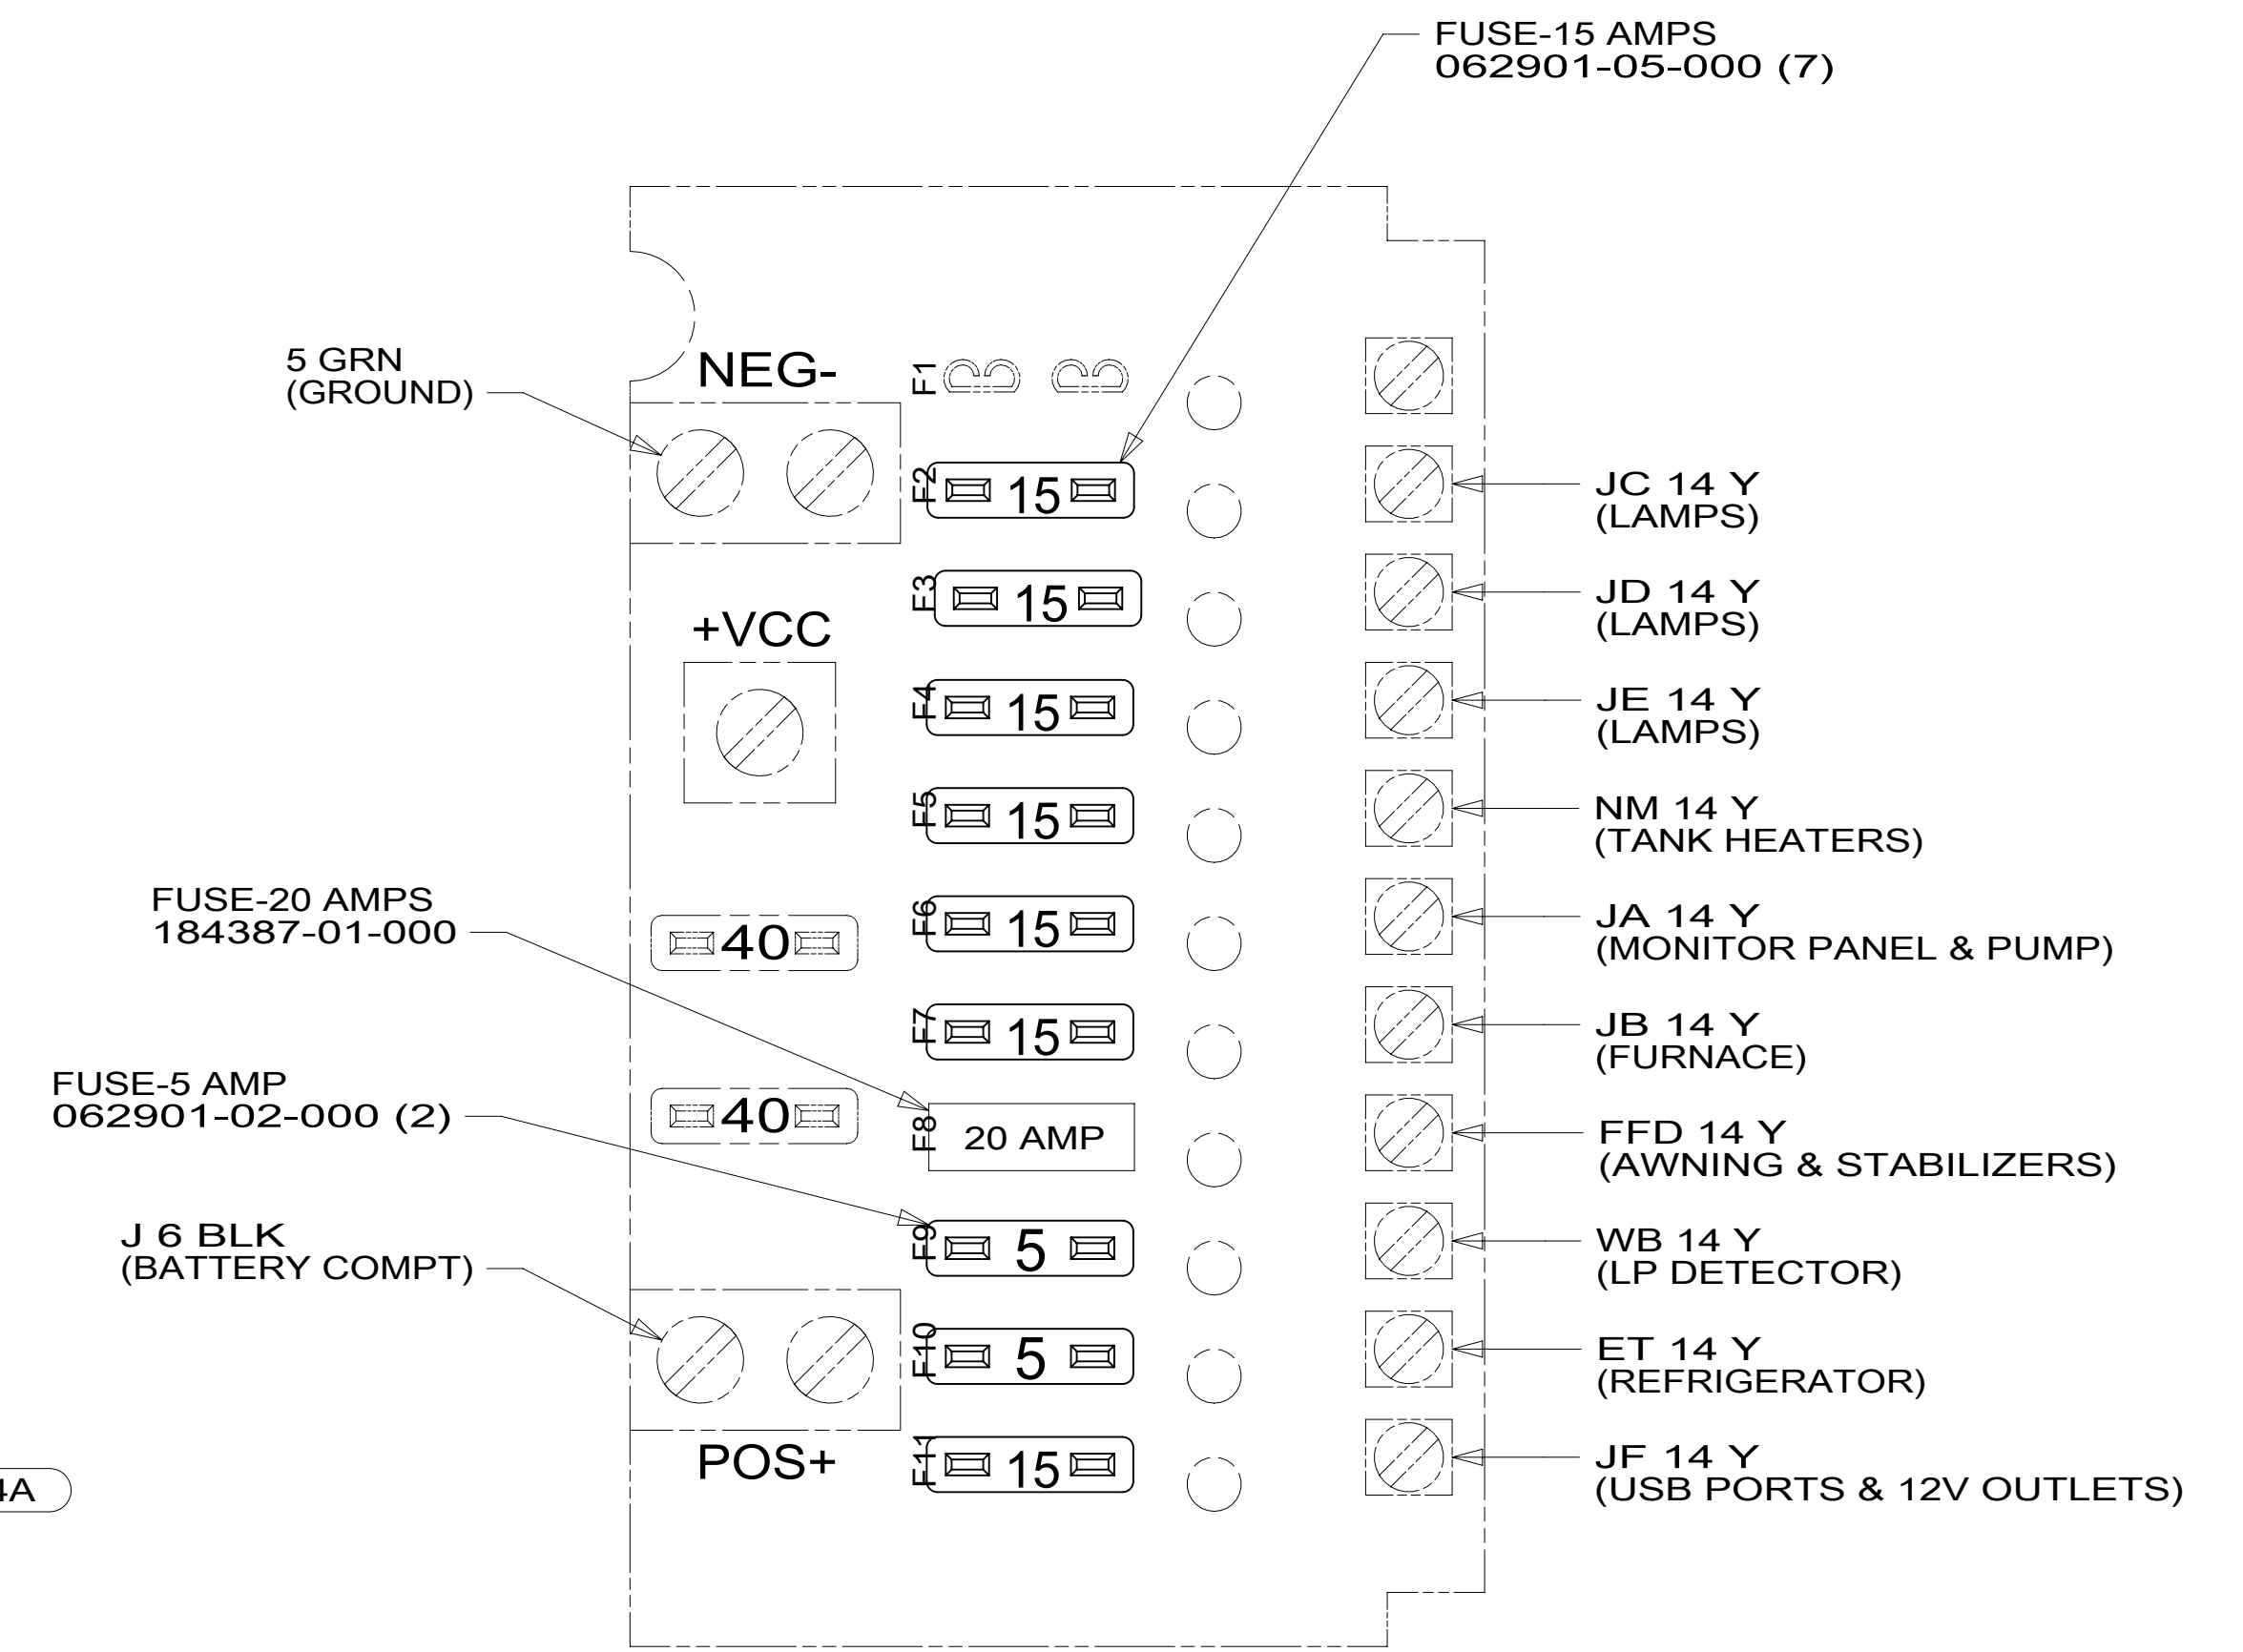 FUSE-15 AMPS
062901-05-000 (7)
5 GRN
(GROUND)
NEG-
F1
F2
15
JC 14 Y
(LAMPS)
F3
15
JD 14 Y
(LAMPS)
+VCC
F4
15
JE 14 Y
(LAMPS)
F5
15
NM 14 Y
(TANK HEATERS)
FUSE-20 AMPS
184387-01-000
40
F6
15
JA 14 Y
(MONITOR PANEL & PUMP)
F7
15
JB 14 Y
(FURNACE)
FUSE-5 AMP
062901-02-000 (2)
40
F8
20 AMP
FFD 14 Y
(AWNING & STABILIZERS)
J 6 BLK
(BATTERY COMPT)
F9
5
WB 14 Y
(LP DETECTOR)
F10
5
ET 14 Y
(REFRIGERATOR)
POS+
F11
15
JF 14 Y
(USB PORTS & 12V OUTLETS)